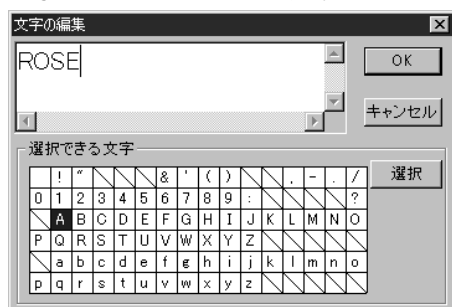 文字の編集
ROSE
OK
キャンセル
選択できる文字
選択
! " & ' ( ) , - . /
0 1 2 3 4 5 6 7 8 9 : ?
A B C D E F G H I J K L M N O
P Q R S T U V W X Y Z
a b c d e f g h i j k l m n o
p q r s t u v w x y z